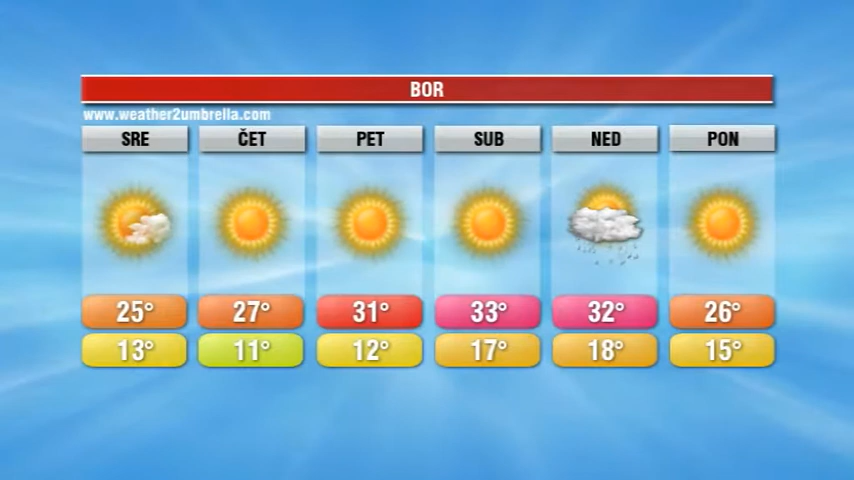 BOR
www.weather2umbrella.com
SRE ČET PET SUB NED PON
25° 27° 31° 33° 32° 26°
13° 11° 12° 17° 18° 15°